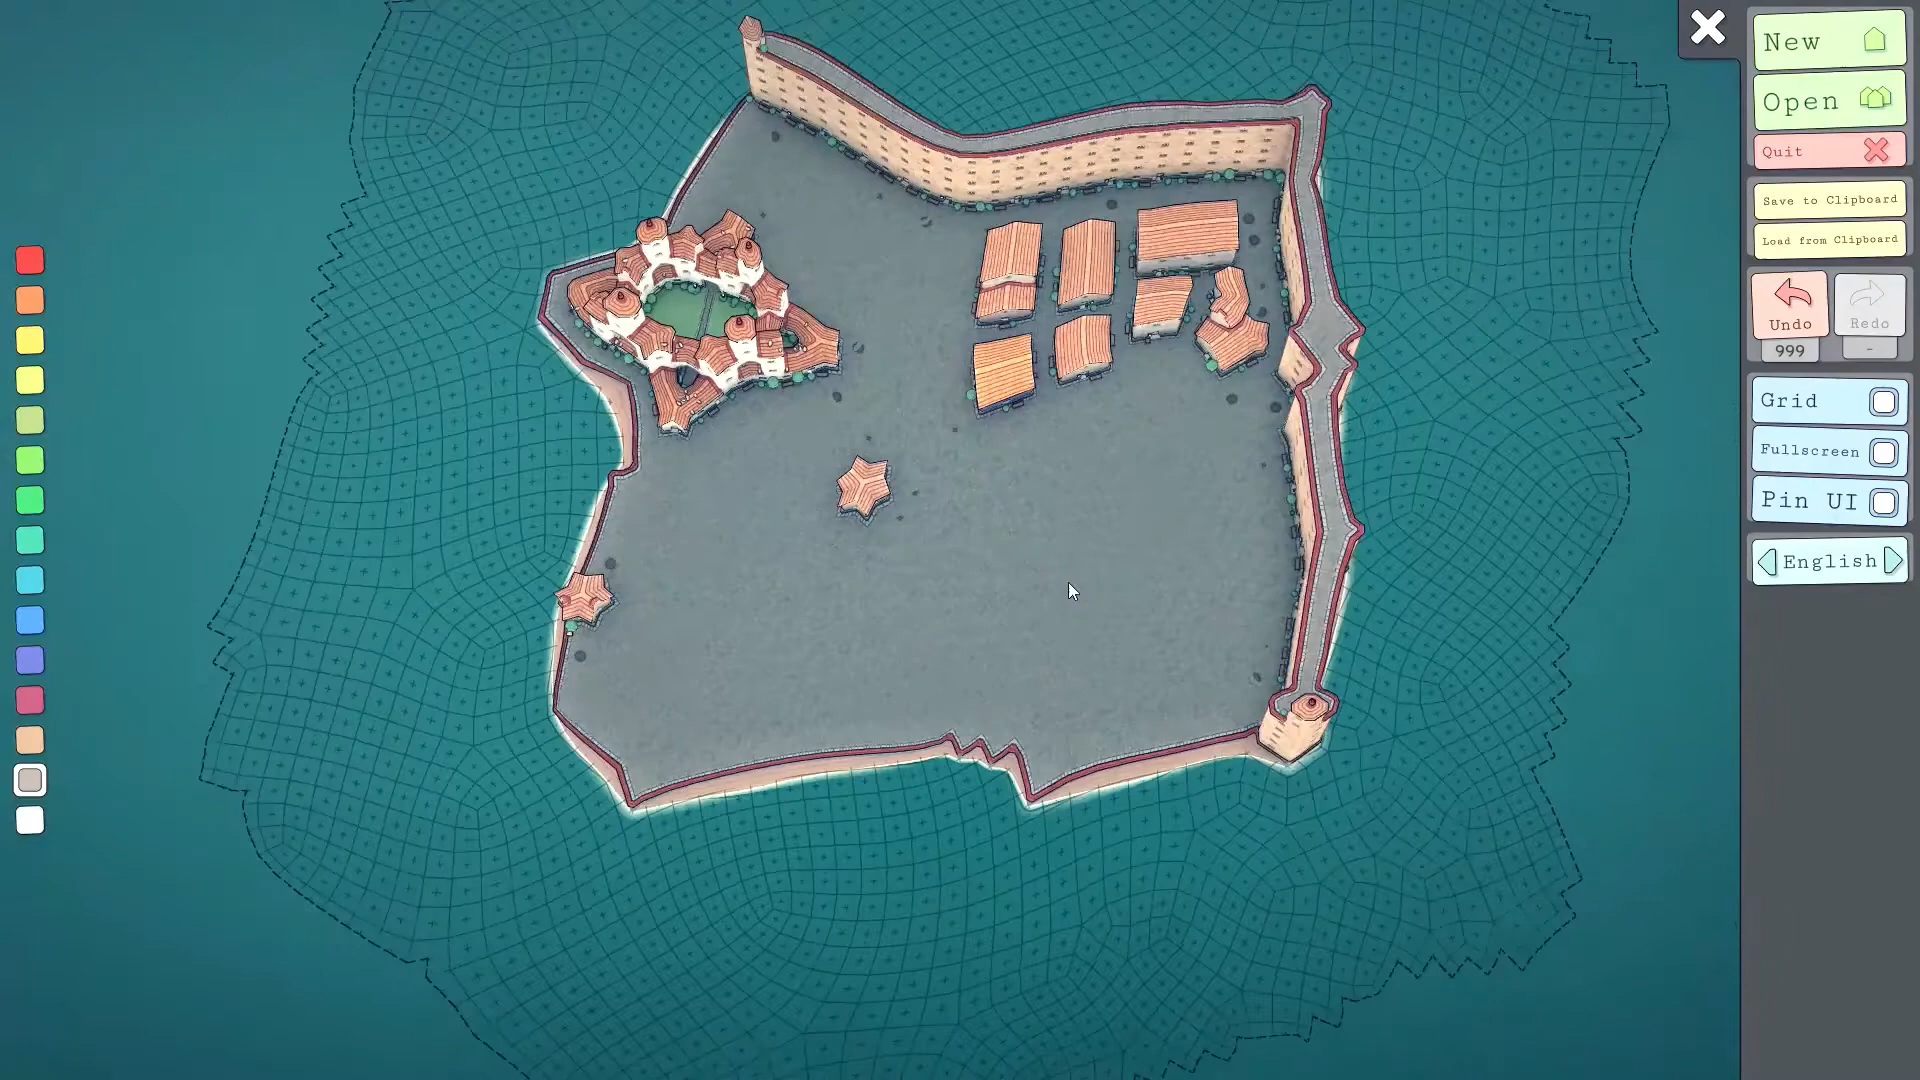 New
Open
Quit
Save to Clipboard
Load from Clipboard
Undo Redo
999 -
Grid
Fullscreen
Pin UI
English